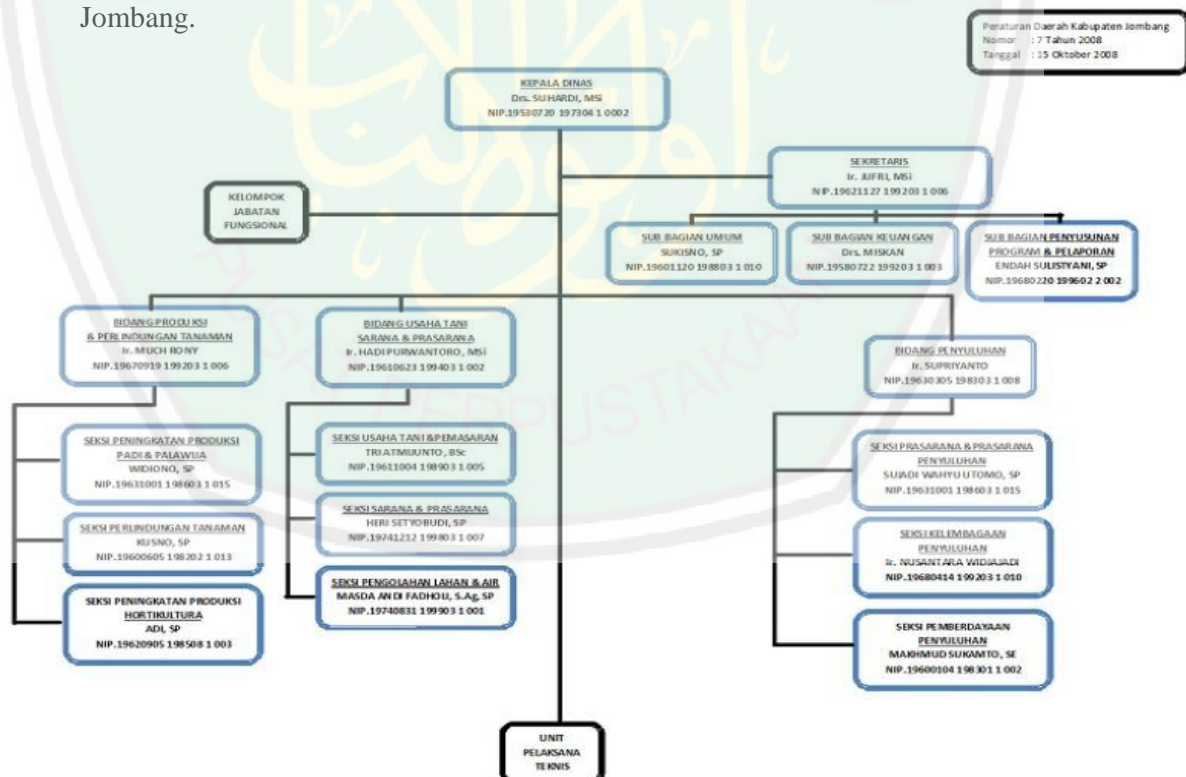 Jombang.
Peraturan Daerah Kabupaten Jombang
Nomor : 7 Tahun 2008
Tanggal : 15 Oktober 2008
KEPALA DINAS
Drs. SUHARDI, MSi
NIP.19530720 197304 1 0002
SEKRETARIS
Ir. JUFRI, MSi
NIP.19621127 199203 1 006
KELOMPOK
JABATAN
FUNGSIONAL
SUB BAGIAN UMUM
SUKISNO, SP
NIP.19601120 198803 1 010
SUB BAGIAN KEUANGAN
Drs. MISKAN
NIP.19580722 199203 1 003
SUB BAGIAN PENYUSUNAN
PROGRAM & PELAPORAN
ENDAH SULISTYANI, SP
NIP.19680220 199602 2 002
BIDANG PRODUKSI
& PERLINDUNGAN TANAMAN
Ir. MUCH RONY
NIP.19670919 199203 1 006
BIDANG USAHA TANI
SARANA & PRASARANA
Ir. HADI PURWANTORO, MSi
NIP.19610623 199403 1 002
BIDANG PENYULUHAN
Ir. SUPRIYANTO
NIP.19630305 198303 1 008
SEKSI PENINGKATAN PRODUKSI
PADI & PALAWIJA
WIDIONO, SP
NIP.19631001 198603 1 015
SEKSI PERLINDUNGAN TANAMAN
KUSNO, SP
NIP.19600605 198202 1 013
SEKSI PENINGKATAN PRODUKSI
HORTIKULTURA
ADI, SP
NIP.19620905 198508 1 003
SEKSI USAHA TANI &PEMASARAN
TRI ATMIJUNTO, BSc
NIP.19611004 198903 1 005
SEKSI SARANA & PRASARANA
HERI SETYOBUDI, SP
NIP.19741212 199803 1 007
SEKSI PENGOLAHAN LAHAN & AIR
MASDA ANDI FADHOLI, S.Ag, SP
NIP.19740831 199903 1 001
SEKSI PRASARANA & PRASARANA
PENYULUHAN
SUJADI WAHYU UTOMO, SP
NIP.19631001 198603 1 015
SEKSI KELEMBAGAAN
PENYULUHAN
Ir. NUSANTARA WIDJAJADI
NIP.19680414 199203 1 010
SEKSI PEMBERDAYAAN
PENYULUHAN
MAKHMUD SUKAMTO, SE
NIP.19600104 198301 1 002
UNIT
PELAKSANA
TEKNIS